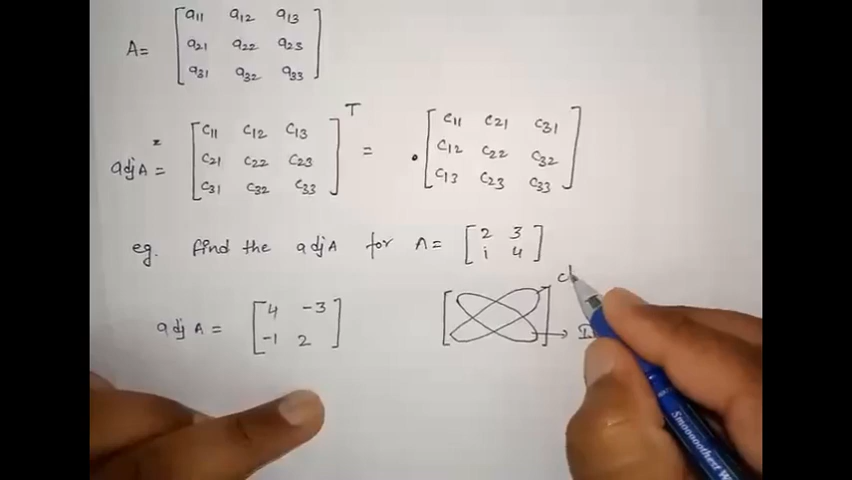 A = [ a11 a12 a13
a21 a22 a23
a31 a32 a33 ]
adj A = [ c11 c12 c13
c21 c22 c23
c31 c32 c33 ] T = [ c11 c21 c31
c12 c22 c32
c13 c23 c33 ]
eg. find the adj A for A = [ 2 3
1 4 ]
adj A = [ 4 -3
-1 2 ]
Smooooothest W